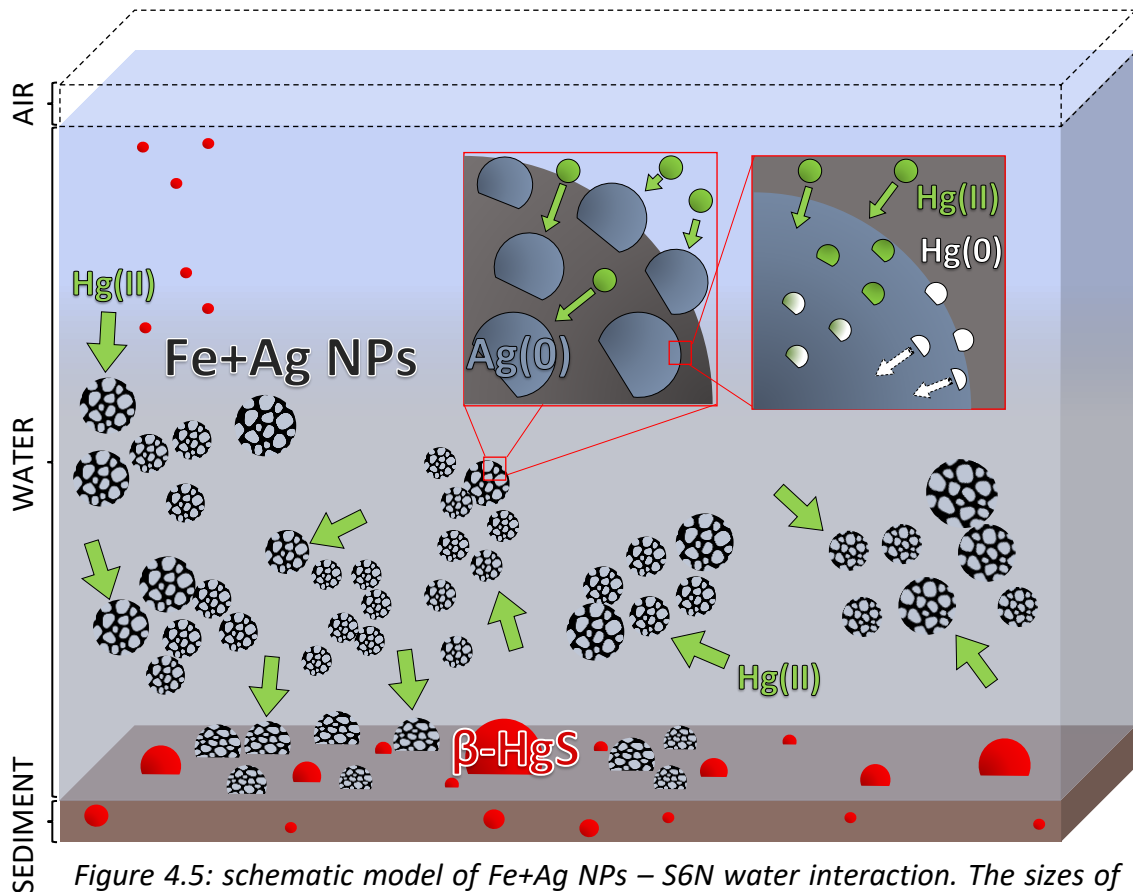 AIR
WATER
SEDIMENT
Hg(II)
Fe+Ag NPs
Ag(0)
Hg(II)
Hg(0)
Hg(II)
β-HgS
Figure 4.5: schematic model of Fe+Ag NPs – S6N water interaction. The sizes of